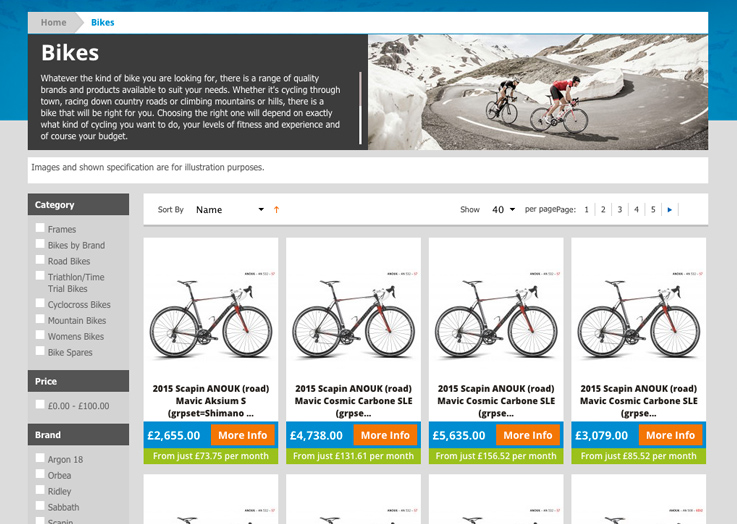 Home Bikes
Bikes
Whatever the kind of bike you are looking for, there is a range of quality
brands and products available to suit your needs. Whether it's cycling through
town, racing down country roads or climbing mountains or hills, there is a
bike that will be right for you. Choosing the right one will depend on exactly
what kind of cycling you want to do, your levels of fitness and experience and
of course your budget.
Images and shown specification are for illustration purposes.
Category
Frames
Bikes by Brand
Road Bikes
Triathlon/Time
Trial Bikes
Cyclocross Bikes
Mountain Bikes
Womens Bikes
Bike Spares
Price
£0.00 - £100.00
Brand
Argon 18
Orbea
Ridley
Sabbath
Scapin
Sort By Name Show 40 per page Page: 1 2 3 4 5
2015 Scapin ANOUK (road)
Mavic Aksium S
(grpset=Shimano ...
£2,655.00 More Info
From just £73.75 per month
2015 Scapin ANOUK (road)
Mavic Cosmic Carbone SLE
(grpse...
£4,738.00 More Info
From just £131.61 per month
2015 Scapin ANOUK (road)
Mavic Cosmic Carbone SLE
(grpse...
£5,635.00 More Info
From just £156.52 per month
2015 Scapin ANOUK (road)
Mavic Cosmic Carbone SLE
(grpse...
£3,079.00 More Info
From just £85.52 per month